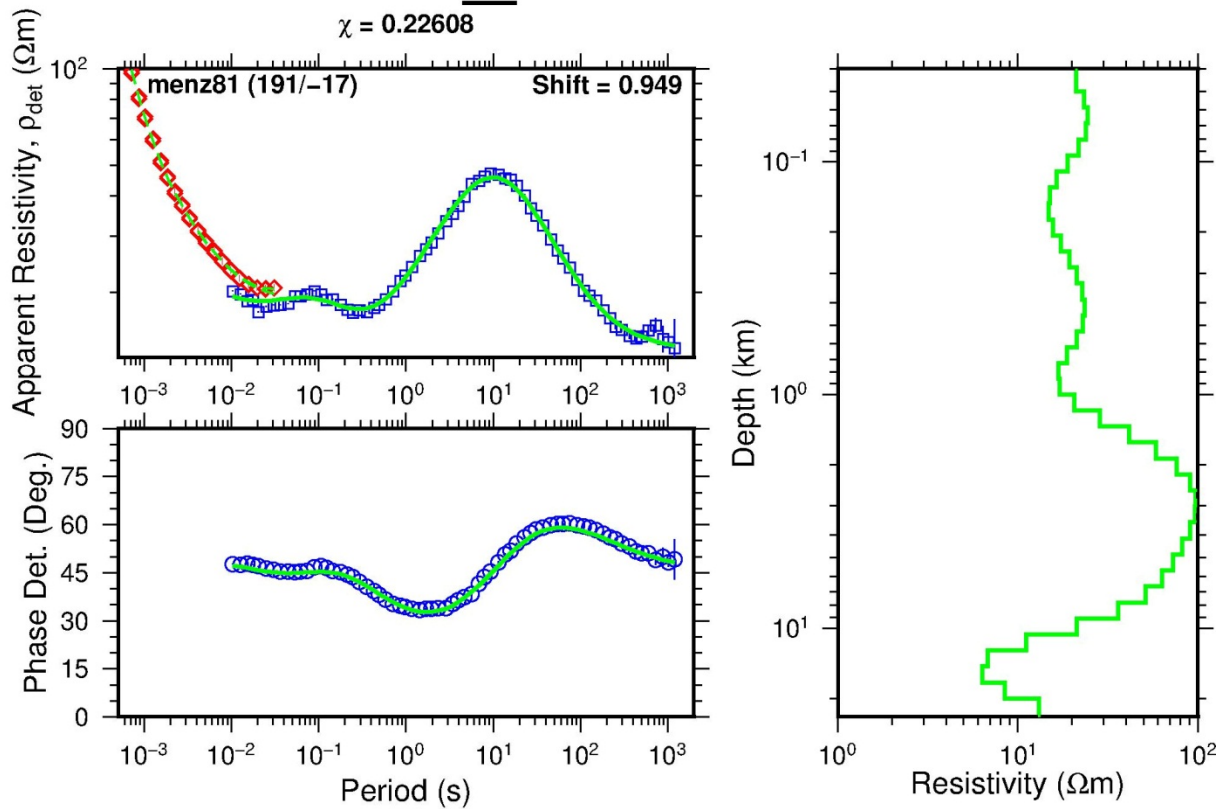 χ = 0.22608
Apparent Resistivity, ρdet (Ωm)
10²
menz81 (191/−17)
Shift = 0.949
10⁻³ 10⁻² 10⁻¹ 10⁰ 10¹ 10² 10³
Phase Det. (Deg.)
90
75
60
45
30
15
0
10⁻³ 10⁻² 10⁻¹ 10⁰ 10¹ 10² 10³
Period (s)
Depth (km)
10⁻¹
10⁰
10¹
10⁰ 10¹ 10²
Resistivity (Ωm)